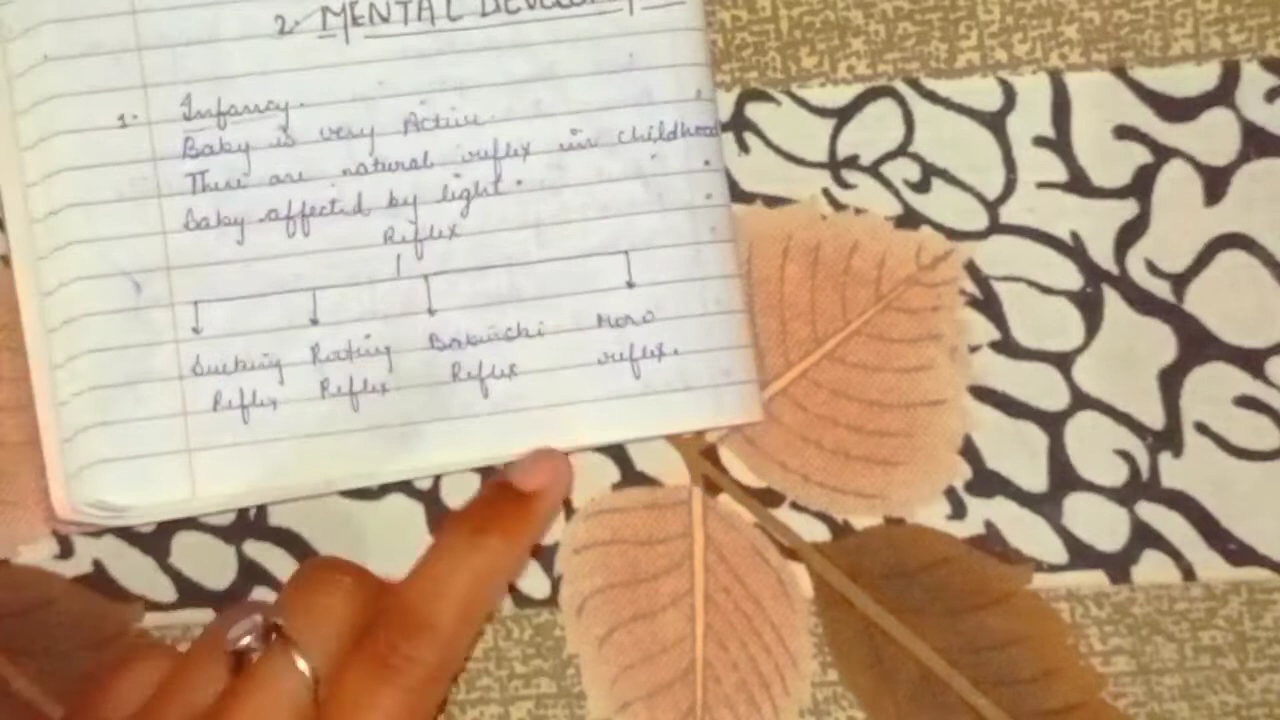 2. MENTAL
1. Infancy.
Baby is very Active.
There are natural reflex in childhood
Baby affected by light.
Reflex
Sucking Rooting Babinski Moro
Reflex Reflex Reflex reflex.